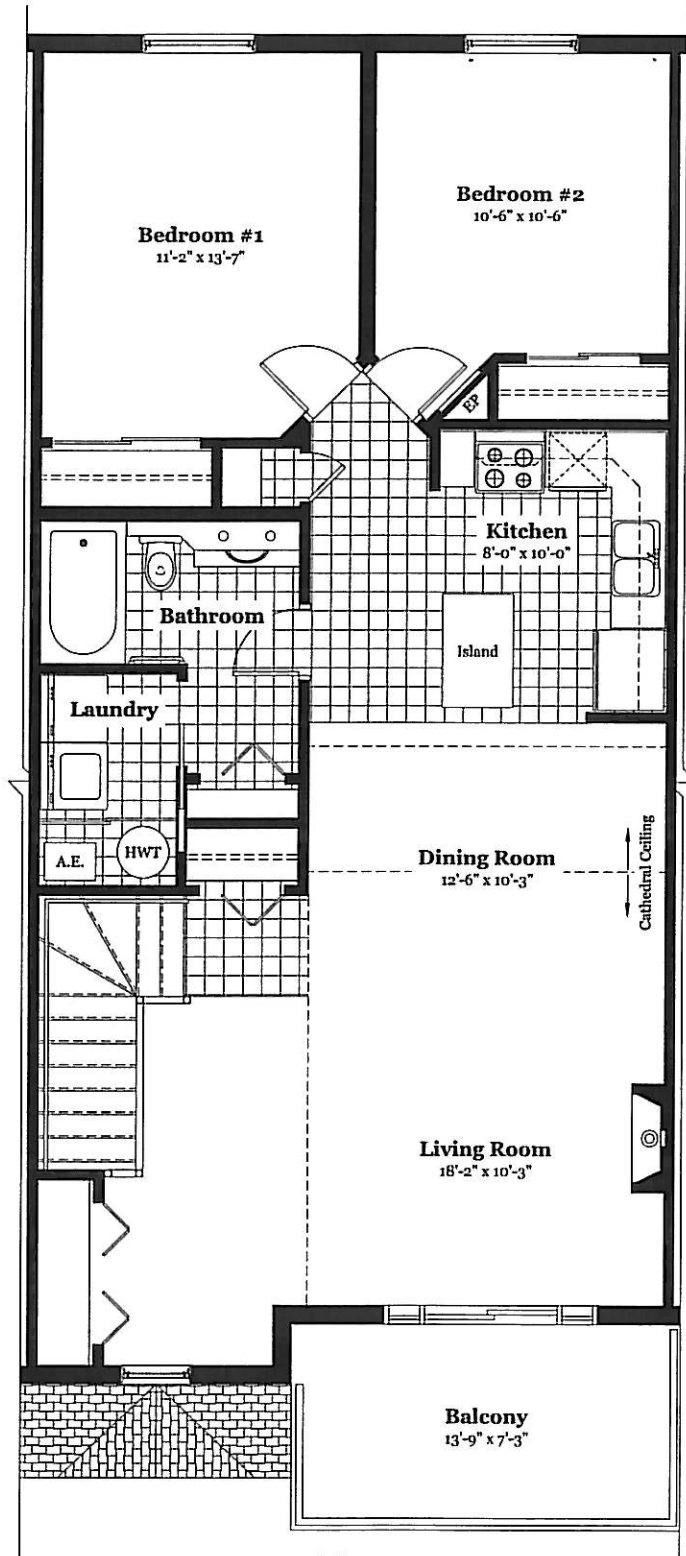 Bedroom #1
11'-2" x 13'-7"
Bedroom #2
10'-6" x 10'-6"
EP
Kitchen
8'-0" x 10'-0"
Island
Bathroom
Laundry
A.E.
HWT
Dining Room
12'-6" x 10'-3"
Cathedral Ceiling
Living Room
18'-2" x 10'-3"
Balcony
13'-9" x 7'-3"